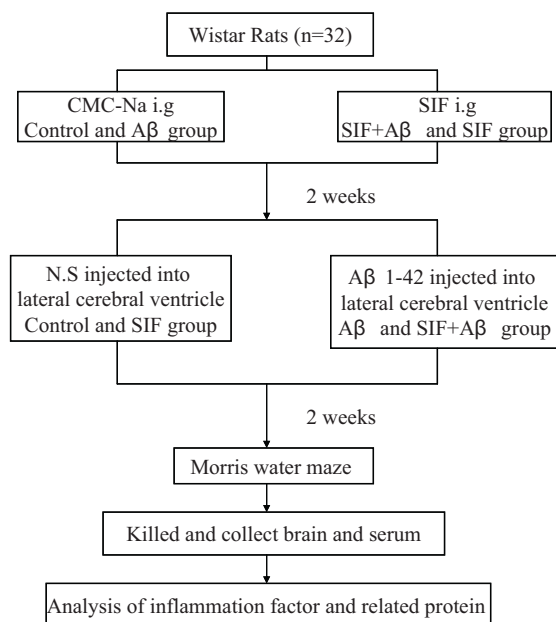 Wistar Rats (n=32)
CMC-Na i.g
Control and Aβ group
SIF i.g
SIF+Aβ and SIF group
2 weeks
N.S injected into
lateral cerebral ventricle
Control and SIF group
Aβ 1-42 injected into
lateral cerebral ventricle
Aβ and SIF+Aβ group
2 weeks
Morris water maze
Killed and collect brain and serum
Analysis of inflammation factor and related protein